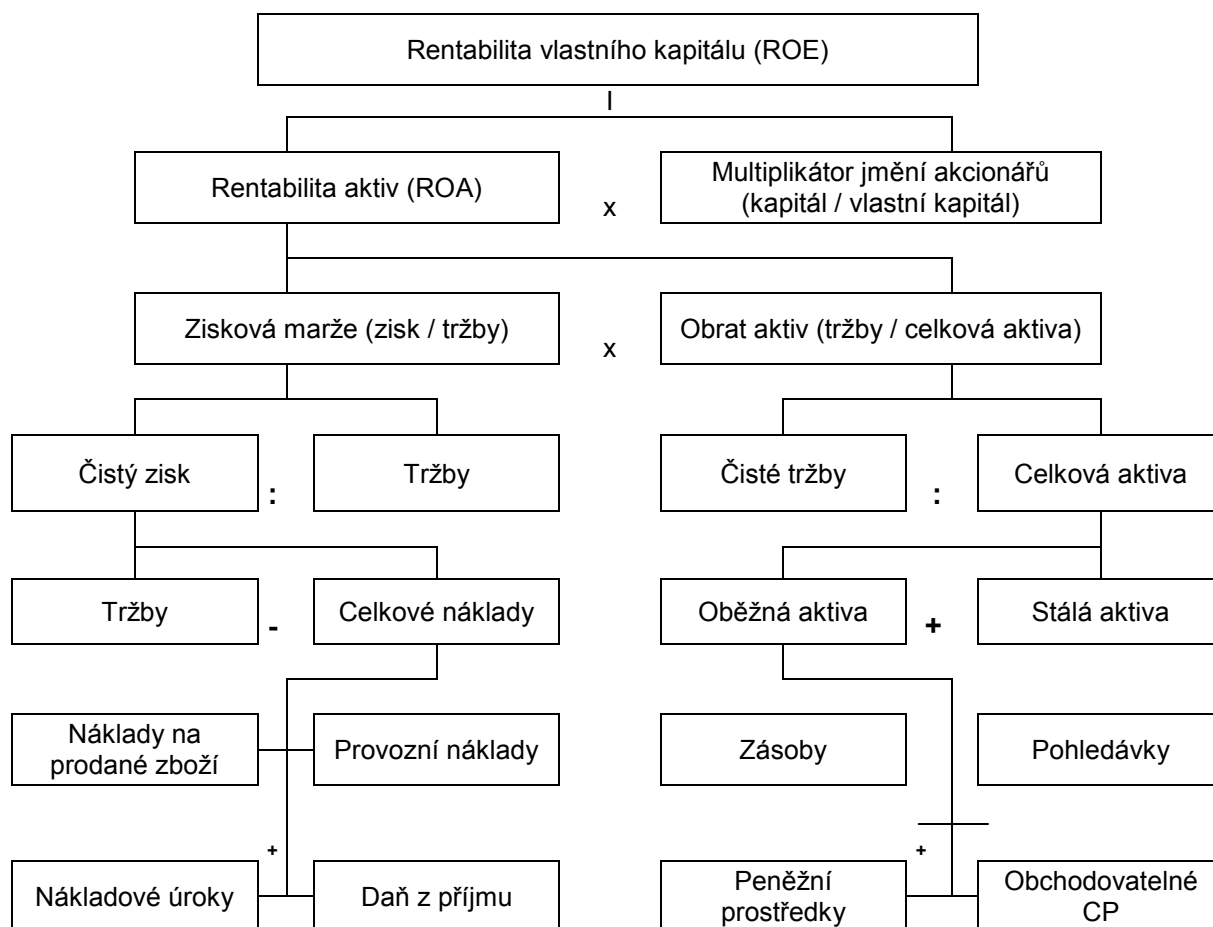 Rentabilita vlastního kapitálu (ROE)
Rentabilita aktiv (ROA)
x
Multiplikátor jmění akcionářů
(kapitál / vlastní kapitál)
Zisková marže (zisk / tržby)
x
Obrat aktiv (tržby / celková aktiva)
Čistý zisk
:
Tržby
Čisté tržby
:
Celková aktiva
Tržby
-
Celkové náklady
Oběžná aktiva
+
Stálá aktiva
Náklady na
prodané zboží
Provozní náklady
Zásoby
Pohledávky
+
+
Nákladové úroky
Daň z příjmu
Peněžní
prostředky
Obchodovatelné
CP